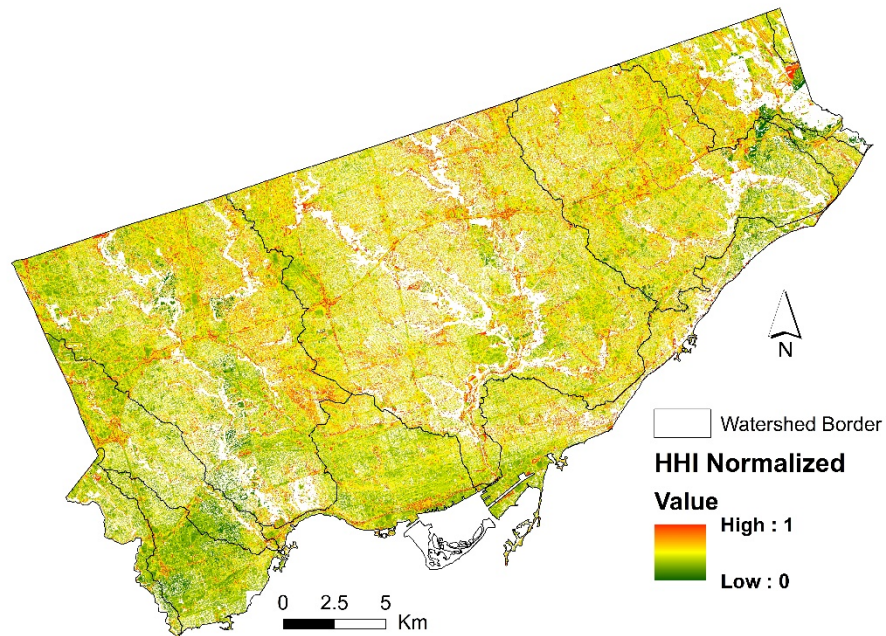 N
Watershed Border
HHI Normalized
Value
High : 1
Low : 0
0 2.5 5
Km